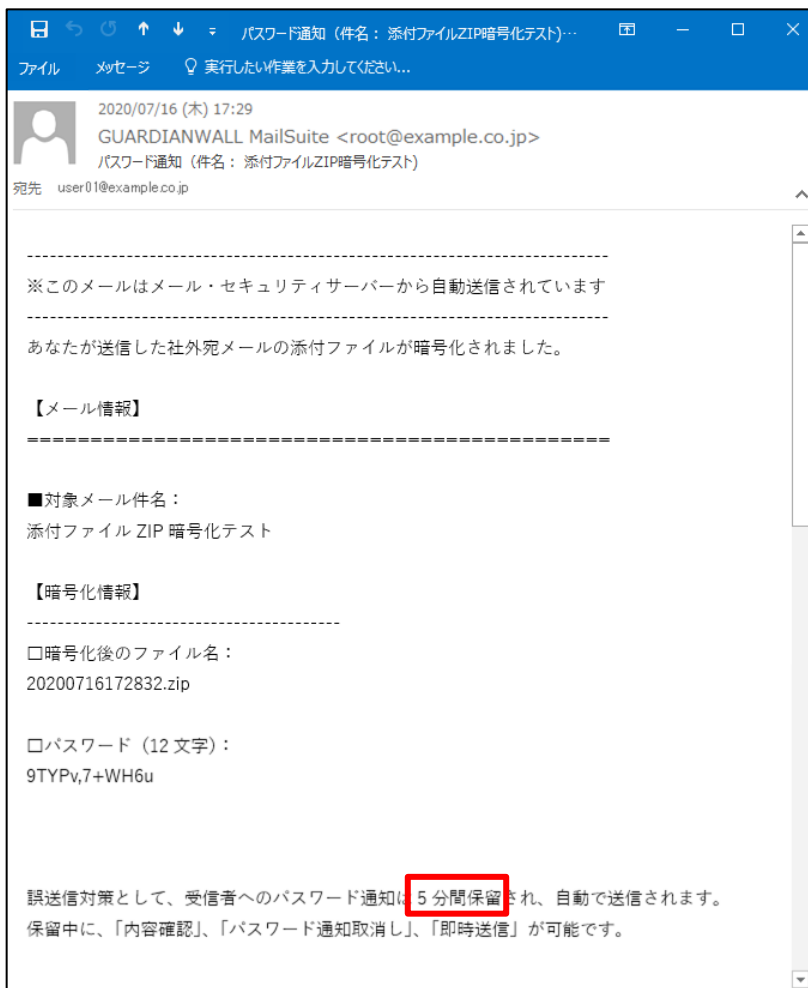 パスワード通知（件名： 添付ファイルZIP暗号化テスト)…
ファイル メッセージ 実行したい作業を入力してください...
2020/07/16 (木) 17:29
GUARDIANWALL MailSuite <root@example.co.jp>
パスワード通知（件名： 添付ファイルZIP暗号化テスト)
宛先 user01@example.co.jp
-----------------------------------------------------------------------------
※このメールはメール・セキュリティサーバーから自動送信されています
-----------------------------------------------------------------------------
あなたが送信した社外宛メールの添付ファイルが暗号化されました。
【メール情報】
==============================================
■対象メール件名：
添付ファイル ZIP 暗号化テスト
【暗号化情報】
-----------------------------------------
□暗号化後のファイル名：
20200716172832.zip
□パスワード（12 文字）：
9TYPv,7+WH6u
誤送信対策として、受信者へのパスワード通知は 5 分間保留され、自動で送信されます。
保留中に、「内容確認」、「パスワード通知取消し」、「即時送信」が可能です。